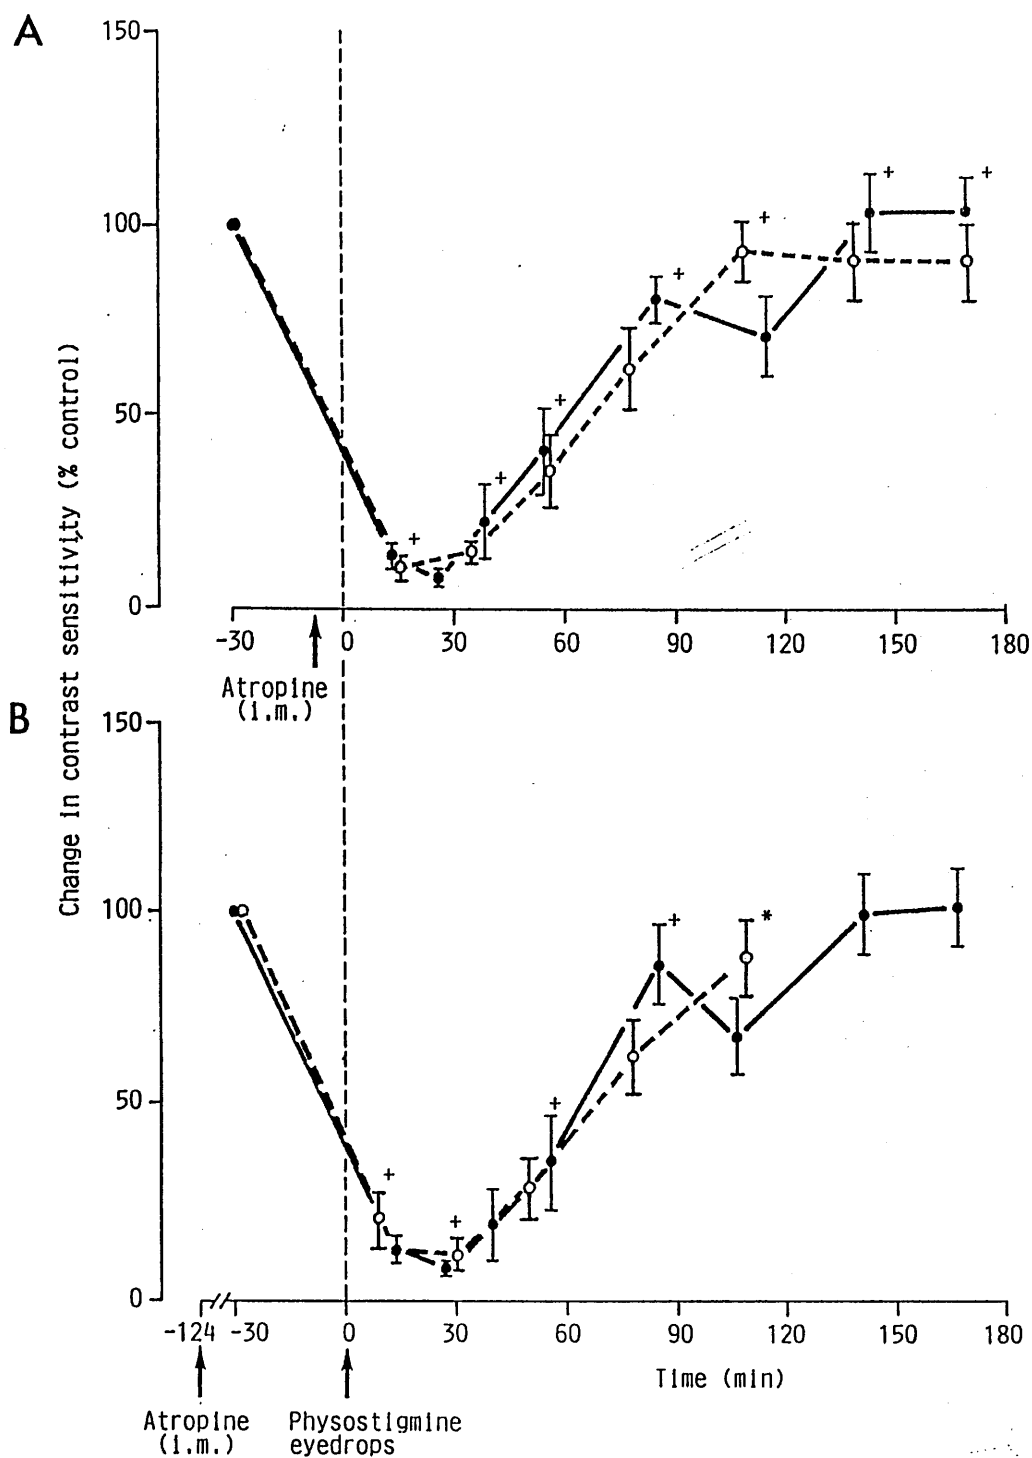 A
150
100
50
0
-30 0 30 60 90 120 150 180
Atropine
(i.m.)
Change in contrast sensitivity (% control)
B
150
100
50
0
-124 -30 0 30 60 90 120 150 180
Time (min)
Atropine Physostigmine
(i.m.) eyedrops
+
+
+
+
+
+
+
+
+
+
+
*